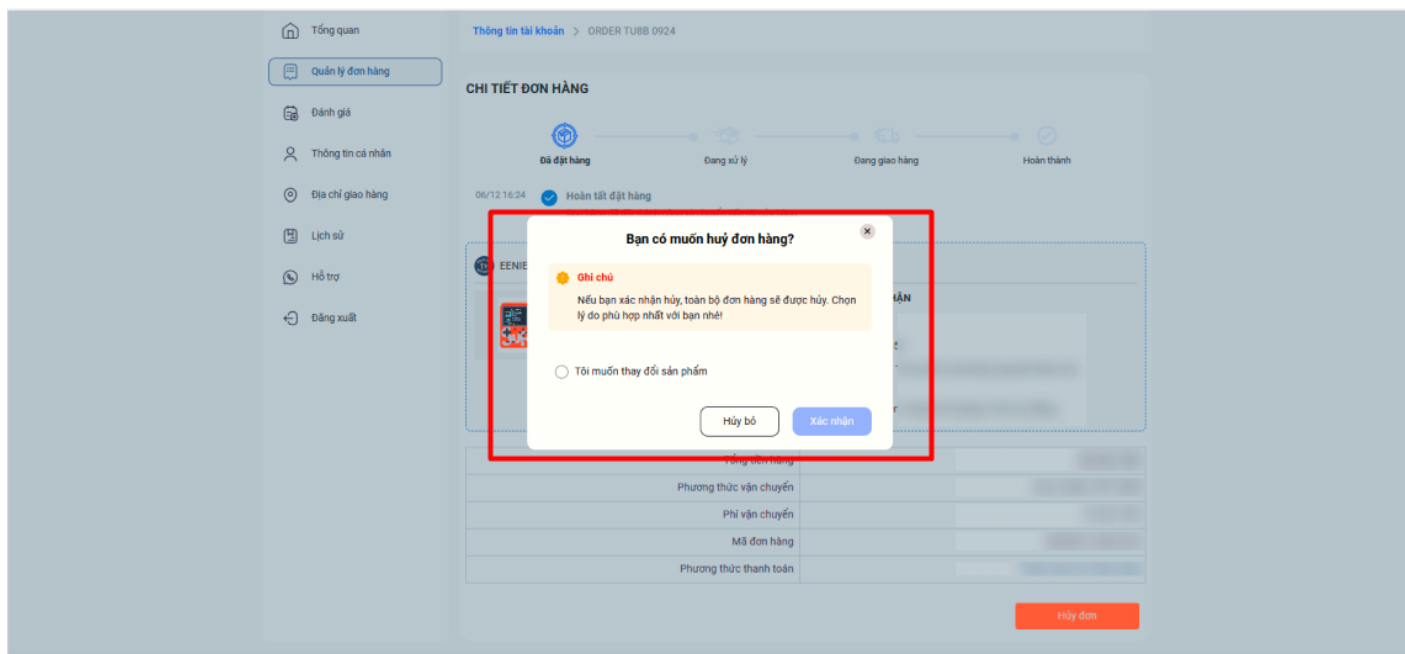 Tổng quan
Thông tin tài khoản > ORDER TU8B 0924
Quản lý đơn hàng
CHI TIẾT ĐƠN HÀNG
Đánh giá
Thông tin cá nhân
Đã đặt hàng
Đang xử lý
Đang giao hàng
Hoàn thành
Địa chỉ giao hàng
06/12 16:24
Hoàn tất đặt hàng
Lịch sử
Bạn có muốn huỷ đơn hàng?
EENIE
Hỗ trợ
Ghi chú
Nếu bạn xác nhận hủy, toàn bộ đơn hàng sẽ được hủy. Chọn
lý do phù hợp nhất với bạn nhé!
HẬN
Đăng xuất
Tôi muốn thay đổi sản phẩm
Hủy bỏ
Xác nhận
Tổng tiền hàng
Phương thức vận chuyển
Phí vận chuyển
Mã đơn hàng
Phương thức thanh toán
Hủy đơn